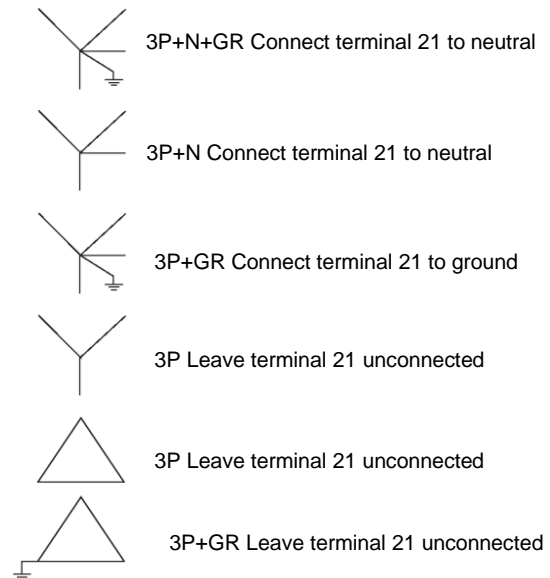 3P+N+GR Connect terminal 21 to neutral
3P+N Connect terminal 21 to neutral
3P+GR Connect terminal 21 to ground
3P Leave terminal 21 unconnected
3P Leave terminal 21 unconnected
3P+GR Leave terminal 21 unconnected